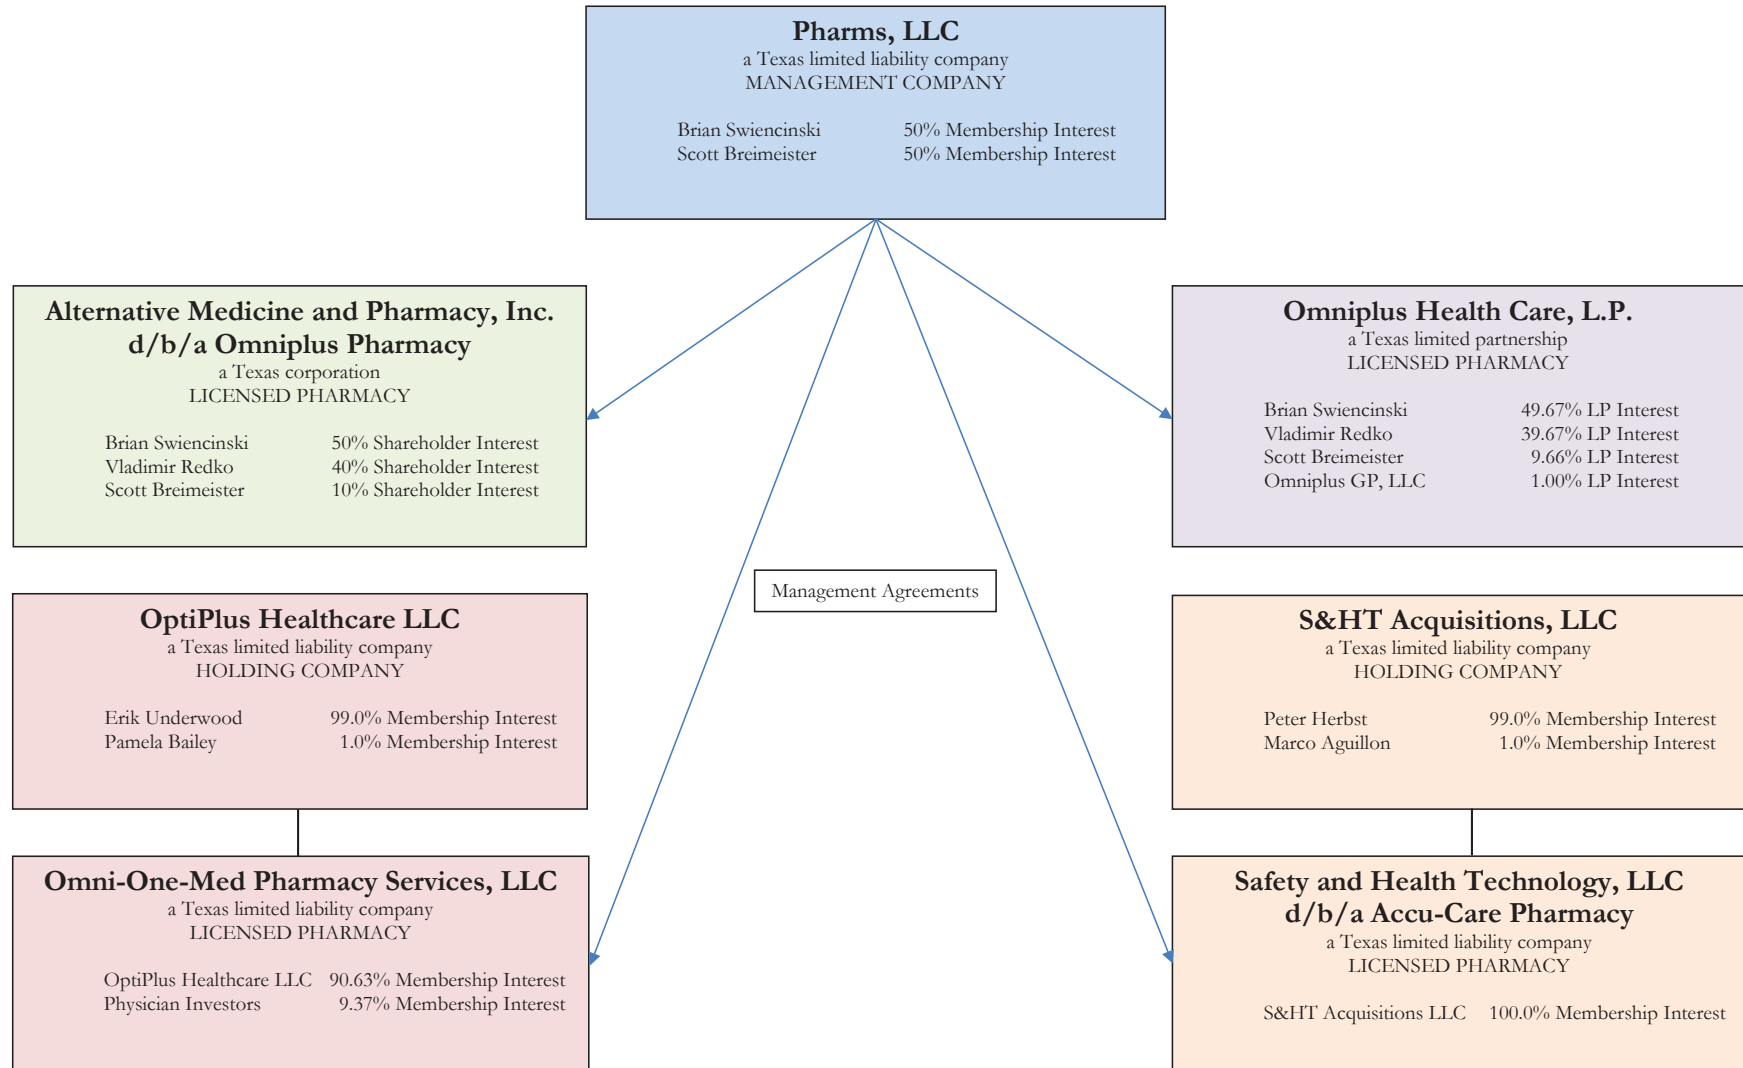 Pharms, LLC
a Texas limited liability company
MANAGEMENT COMPANY
Brian Swiencinski 50% Membership Interest
Scott Breimeister 50% Membership Interest
Alternative Medicine and Pharmacy, Inc.
d/b/a Omniplus Pharmacy
a Texas corporation
LICENSED PHARMACY
Brian Swiencinski 50% Shareholder Interest
Vladimir Redko 40% Shareholder Interest
Scott Breimeister 10% Shareholder Interest
Omniplus Health Care, L.P.
a Texas limited partnership
LICENSED PHARMACY
Brian Swiencinski 49.67% LP Interest
Vladimir Redko 39.67% LP Interest
Scott Breimeister 9.66% LP Interest
Omniplus GP, LLC 1.00% LP Interest
Management Agreements
OptiPlus Healthcare LLC
a Texas limited liability company
HOLDING COMPANY
Erik Underwood 99.0% Membership Interest
Pamela Bailey 1.0% Membership Interest
S&HT Acquisitions, LLC
a Texas limited liability company
HOLDING COMPANY
Peter Herbst 99.0% Membership Interest
Marco Aguillon 1.0% Membership Interest
Omni-One-Med Pharmacy Services, LLC
a Texas limited liability company
LICENSED PHARMACY
OptiPlus Healthcare LLC 90.63% Membership Interest
Physician Investors 9.37% Membership Interest
Safety and Health Technology, LLC
d/b/a Accu-Care Pharmacy
a Texas limited liability company
LICENSED PHARMACY
S&HT Acquisitions LLC 100.0% Membership Interest